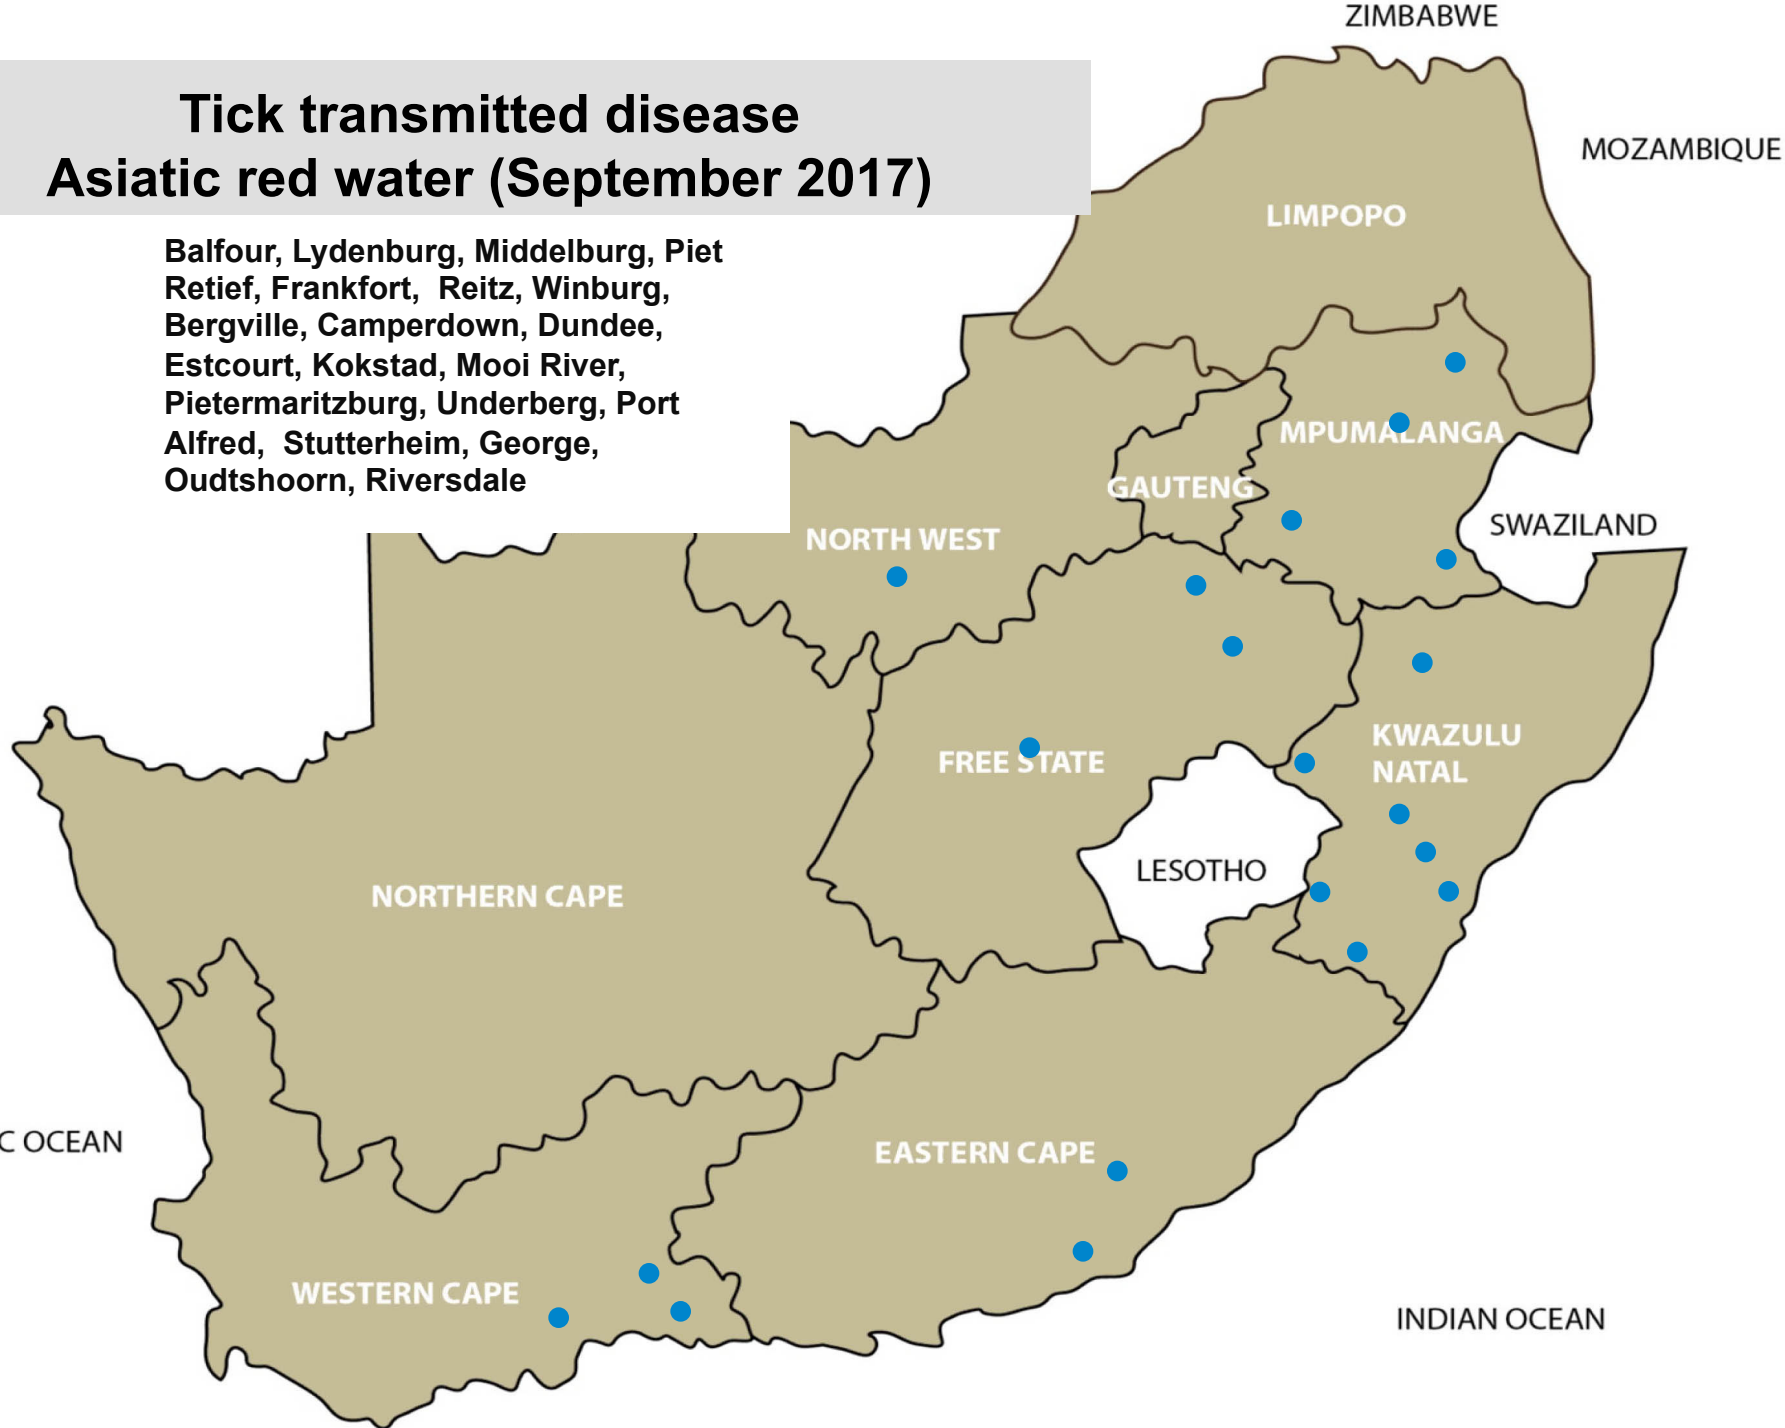 ZIMBABWE
Tick transmitted disease
Asiatic red water (September 2017)
MOZAMBIQUE
LIMPOPO
Balfour, Lydenburg, Middelburg, Piet
Retief, Frankfort, Reitz, Winburg,
Bergville, Camperdown, Dundee,
Estcourt, Kokstad, Mooi River,
Pietermaritzburg, Underberg, Port
Alfred, Stutterheim, George,
Oudtshoorn, Riversdale
MPUMALANGA
GAUTENG
SWAZILAND
NORTH WEST
KWAZULU
NATAL
FREE STATE
LESOTHO
NORTHERN CAPE
C OCEAN
EASTERN CAPE
WESTERN CAPE
INDIAN OCEAN